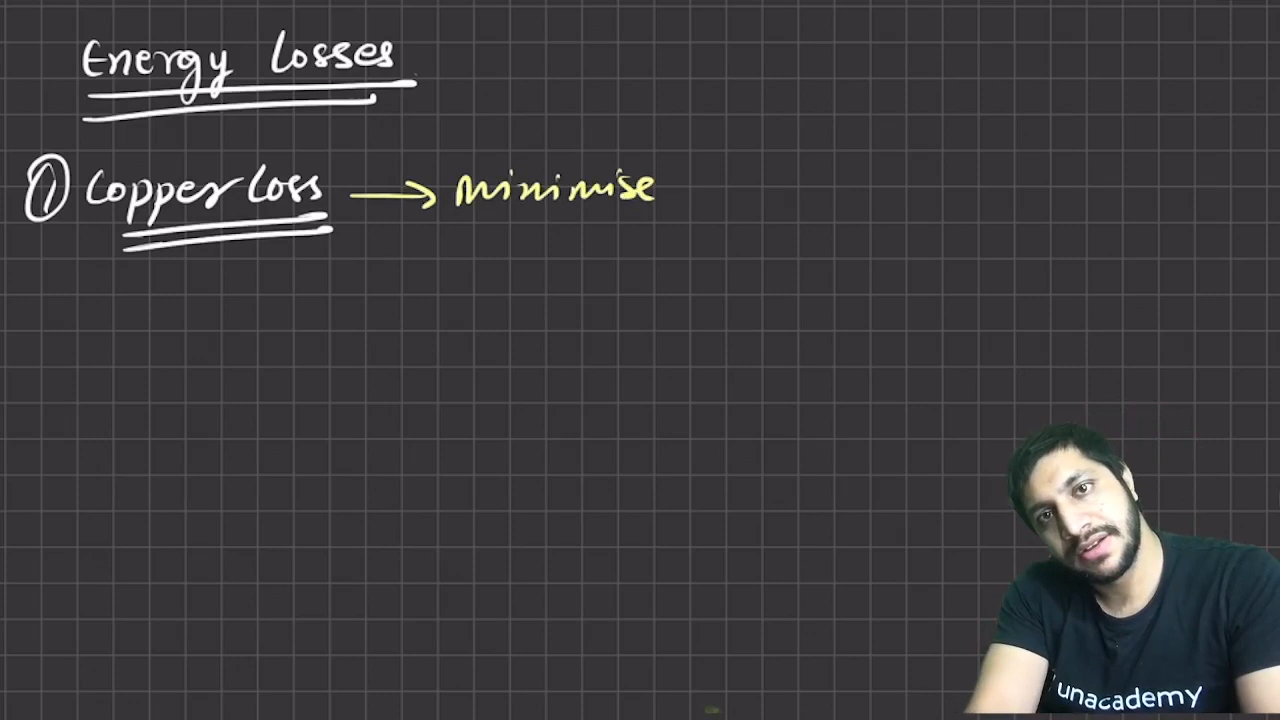 Energy Losses
① Copper Loss → minimise
unacademy